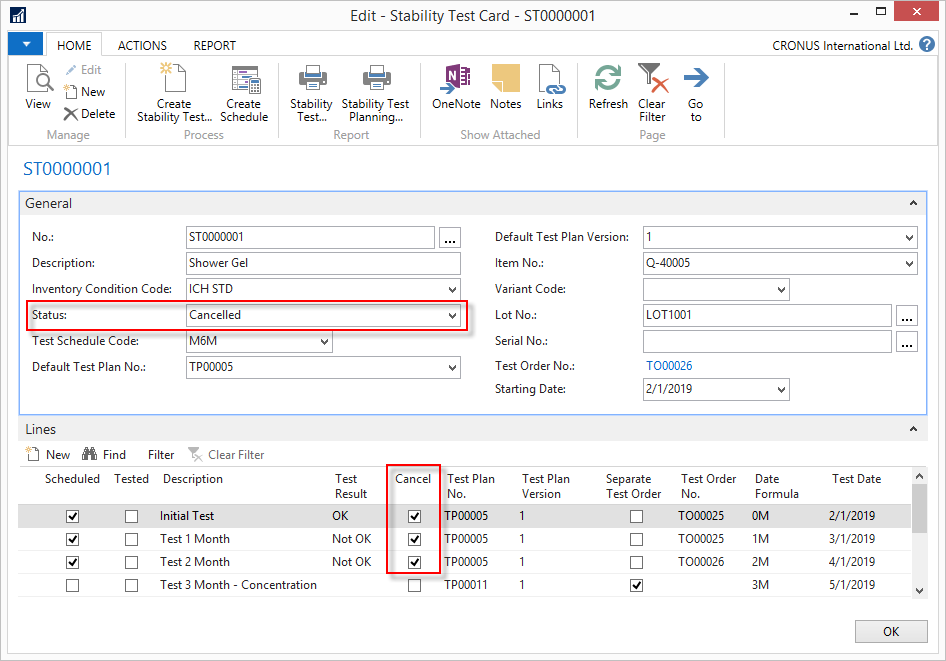 Edit - Stability Test Card - ST0000001
HOME ACTIONS REPORT CRONUS International Ltd. ?
View Edit New Delete
Manage
Create Stability Test... Create Schedule
Process
Stability Test... Stability Test Planning...
Report
OneNote Notes Links
Show Attached
Refresh Clear Filter Go to
Page
ST0000001
General
No.: ST0000001 ... Default Test Plan Version: 1
Description: Shower Gel Item No.: Q-40005
Inventory Condition Code: ICH STD Variant Code:
Status: Cancelled Lot No.: LOT1001 ...
Test Schedule Code: M6M Serial No.: ...
Default Test Plan No.: TP00005 Test Order No.: TO00026
Starting Date: 2/1/2019
Lines
New Find Filter Clear Filter
Scheduled Tested Description Test Result Cancel Test Plan No. Test Plan Version Separate Test Order Test Order No. Date Formula Test Date
Initial Test OK TP00005 1 TO00025 0M 2/1/2019
Test 1 Month Not OK TP00005 1 TO00025 1M 3/1/2019
Test 2 Month Not OK TP00005 1 TO00026 2M 4/1/2019
Test 3 Month - Concentration TP00011 1 3M 5/1/2019
OK